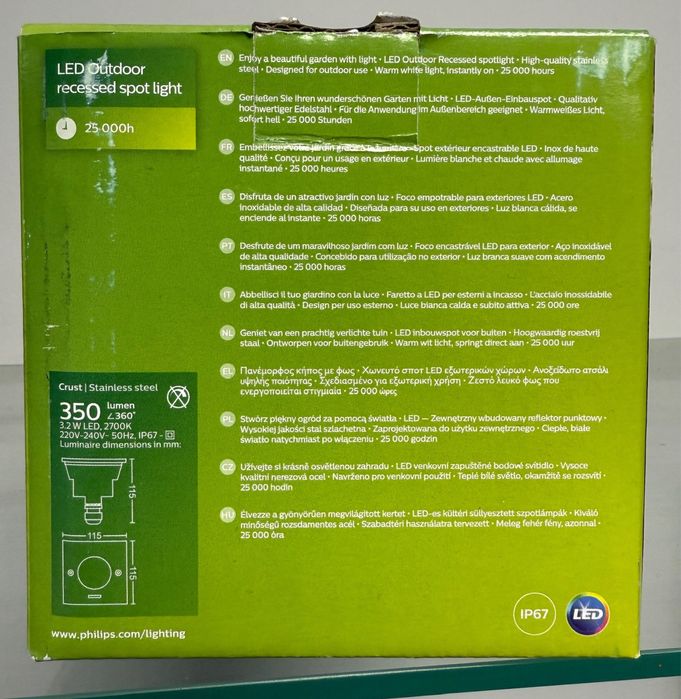 LED Outdoor
recessed spot light
25 000h
EN Enjoy a beautiful garden with light • LED Outdoor Recessed spotlight • High-quality stainless
steel • Designed for outdoor use • Warm white light, instantly on • 25 000 hours
DE Genießen Sie Ihren wunderschönen Garten mit Licht • LED-Außen-Einbauspot • Qualitativ
hochwertiger Edelstahl • Für die Anwendung im Außenbereich geeignet • Warmweißes Licht,
sofort hell • 25 000 Stunden
FR Embellissez votre jardin • Spot extérieur encastrable LED • Inox de haute
qualité • Conçu pour un usage en extérieur • Lumière blanche et chaude avec allumage
instantané • 25 000 heures
ES Disfruta de un atractivo jardín con luz • Foco empotrable para exteriores LED • Acero
inoxidable de alta calidad • Diseñada para su uso en exteriores • Luz blanca cálida, se
enciende al instante • 25 000 horas
PT Desfrute de um maravilhoso jardim com luz • Foco encastrável LED para exterior • Aço inoxidável
de alta qualidade • Concebido para utilização no exterior • Luz branca suave com acendimento
instantâneo • 25 000 horas
IT Abbellisci il tuo giardino con la luce • Faretto a LED per esterni a incasso • L'acciaio inossidabile
di alta qualità • Design per uso esterno • Luce bianca calda e subito attiva • 25 000 ore
NL Geniet van een prachtig verlichte tuin • LED inbouwspot voor buiten • Hoogwaardig roestvrij
staal • Ontworpen voor buitengebruik • Warm wit licht, springt direct aan • 25 000 uur
EL Πανέμορφος κήπος με φως • Χωνευτό σποτ LED εξωτερικών χώρων • Ανοξείδωτο ατσάλι
υψηλής ποιότητας • Σχεδιασμένο για εξωτερική χρήση • Ζεστό λευκό φως που
ενεργοποιείται στιγμιαία • 25 000 ώρες
PL Stwórz piękny ogród za pomocą światła • LED — Zewnętrzny wbudowany reflektor punktowy •
Wysokiej jakości stal szlachetna • Zaprojektowana do użytku zewnętrznego • Ciepłe, białe
światło natychmiast po włączeniu • 25 000 godzin
CZ Užívejte si krásně osvětlenou zahradu • LED venkovní zapuštěné bodové svítidlo • Vysoce
kvalitní nerezová ocel • Navrženo pro venkovní použití • Teplé bílé světlo, okamžitě se rozsvítí •
25 000 hodin
HU Élvezze a gyönyörűen megvilágított kertet • LED-es kültéri süllyesztett szpotlámpák • Kiváló
minőségű rozsdamentes acél • Szabadtéri használatra tervezett • Meleg fehér fény, azonnal •
25 000 óra
Crust | Stainless steel
350 lumen
∠360°
3.2 W LED, 2700K
220V-240V~ 50Hz, IP67 -
Luminaire dimensions in mm:
115
115
115
www.philips.com/lighting
IP67
LED